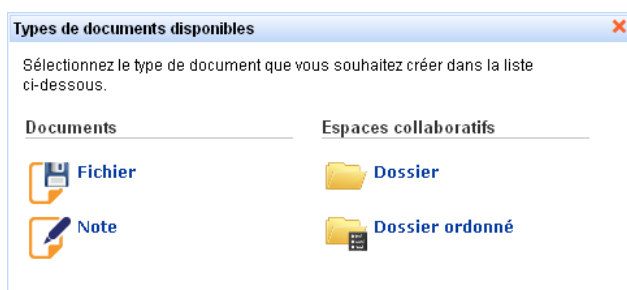 Types de documents disponibles
Sélectionnez le type de document que vous souhaitez créer dans la liste
ci-dessous.
Documents
Espaces collaboratifs
Fichier
Dossier
Note
Dossier ordonné